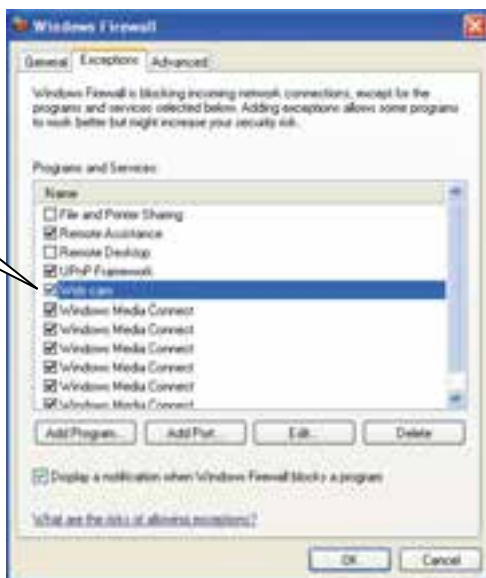 Windows Firewall
General Exceptions Advanced
Windows Firewall is blocking incoming network connections, except for the
programs and services selected below. Adding exceptions allows some programs
to work better but might increase your security risk.
Programs and Services:
Name
File and Printer Sharing
Remote Assistance
Remote Desktop
UPnP Framework
Web cam
Windows Media Connect
Windows Media Connect
Windows Media Connect
Windows Media Connect
Windows Media Connect
Windows Media Connect
Add Program... Add Port... Edit... Delete
Display a notification when Windows Firewall blocks a program
What are the risks of allowing exceptions?
OK Cancel